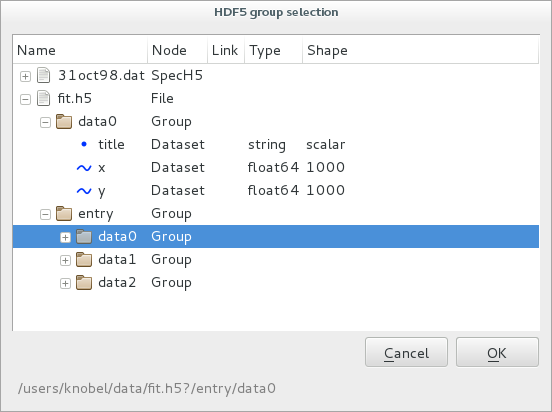 HDF5 group selection
Name Node Link Type Shape
31oct98.dat SpecH5
fit.h5 File
data0 Group
title Dataset string scalar
x Dataset float64 1000
y Dataset float64 1000
entry Group
data0 Group
data1 Group
data2 Group
Cancel OK
/users/knobel/data/fit.h5?/entry/data0